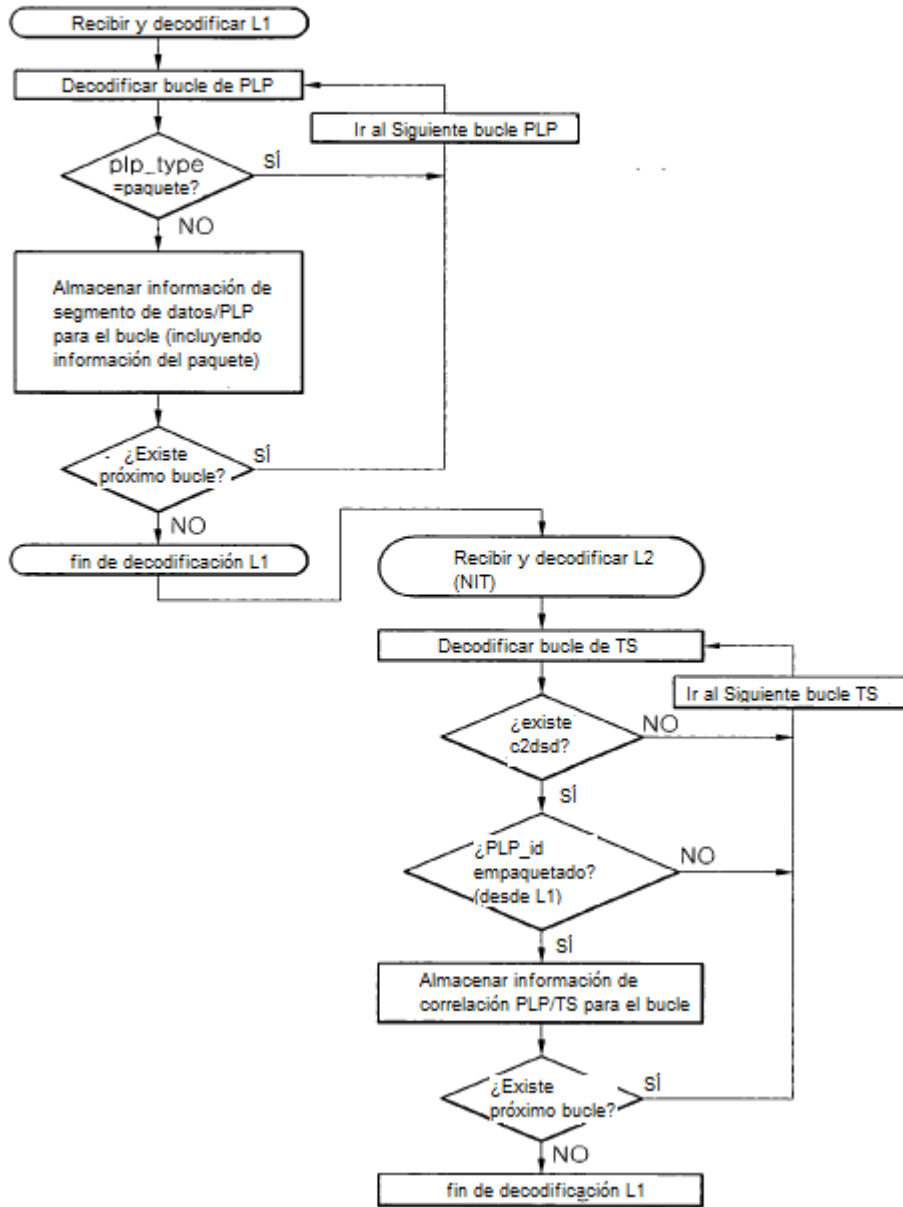 Recibir y decodificar L1
Decodificar bucle de PLP
Ir al Siguiente bucle PLP
plp_type
=paquete?
SÍ
NO
Almacenar información de
segmento de datos/PLP
para el bucle (incluyendo
información del paquete)
¿Existe
próximo bucle?
SÍ
NO
fin de decodificación L1
Recibir y decodificar L2
(NIT)
Decodificar bucle de TS
Ir al Siguiente bucle TS
¿existe
c2dsd?
NO
SÍ
¿PLP_id
empaquetado?
(desde L1)
NO
SÍ
Almacenar información de
correlación PLP/TS para el bucle
¿Existe
próximo bucle?
SÍ
NO
fin de decodificación L1